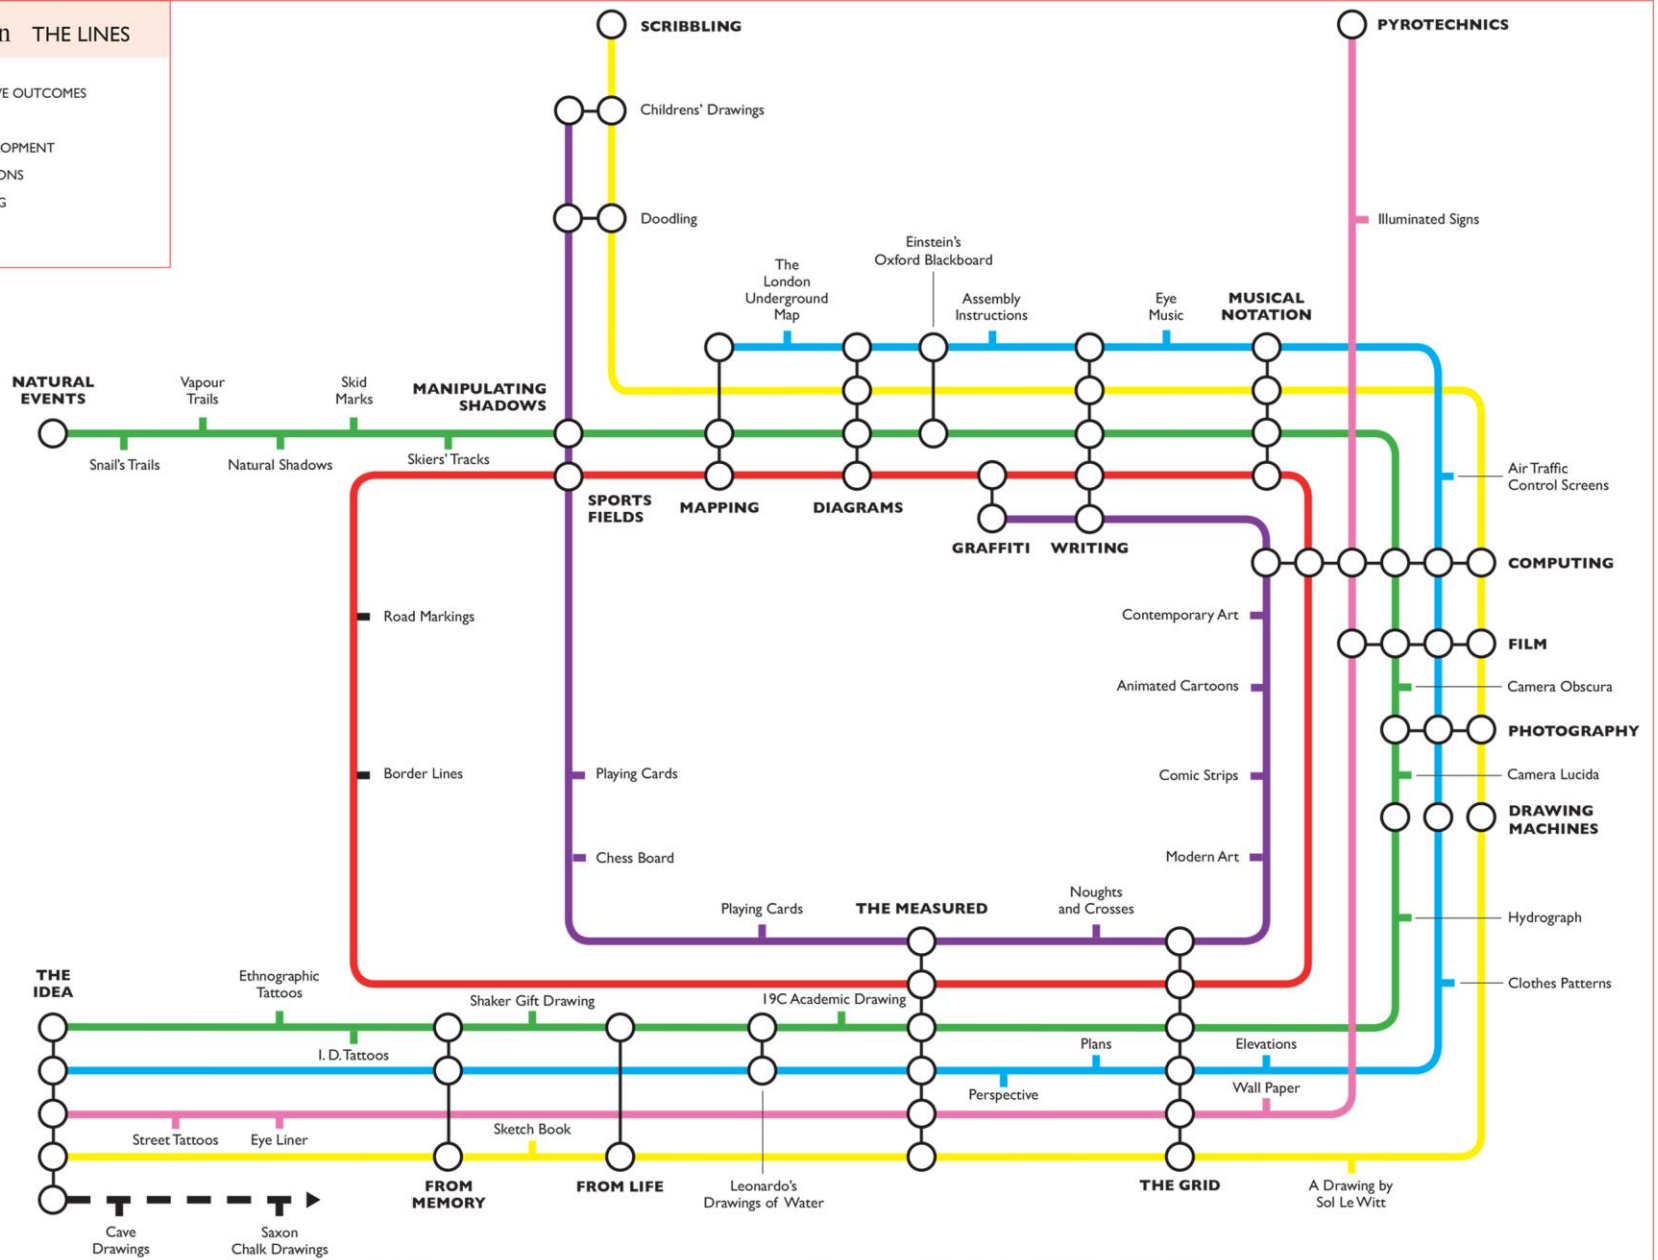 THE LINES
OUTCOMES
SCRIBBLING
PYROTECHNICS
Childrens’ Drawings
Doodling
Illuminated Signs
Einstein’s
Oxford Blackboard
The
London
Underground
Map
Assembly
Instructions
Eye
Music
MUSICAL
NOTATION
NATURAL
EVENTS
Vapour
Trails
Skid
Marks
MANIPULATING
SHADOWS
Snail’s Trails
Natural Shadows
Skiers’ Tracks
Air Traffic
Control Screens
SPORTS
FIELDS
MAPPING
DIAGRAMS
GRAFFITI
WRITING
COMPUTING
Road Markings
Contemporary Art
FILM
Animated Cartoons
Camera Obscura
PHOTOGRAPHY
Border Lines
Playing Cards
Comic Strips
Camera Lucida
DRAWING
MACHINES
Chess Board
Modern Art
Playing Cards
THE MEASURED
Noughts
and Crosses
Hydrograph
THE
IDEA
Ethnographic
Tattoos
Shaker Gift Drawing
19C Academic Drawing
Clothes Patterns
I. D. Tattoos
Plans
Elevations
Perspective
Wall Paper
Street Tattoos
Eye Liner
Sketch Book
FROM
MEMORY
FROM LIFE
Leonardo’s
Drawings of Water
THE GRID
A Drawing by
Sol Le Witt
Cave
Drawings
Saxon
Chalk Drawings